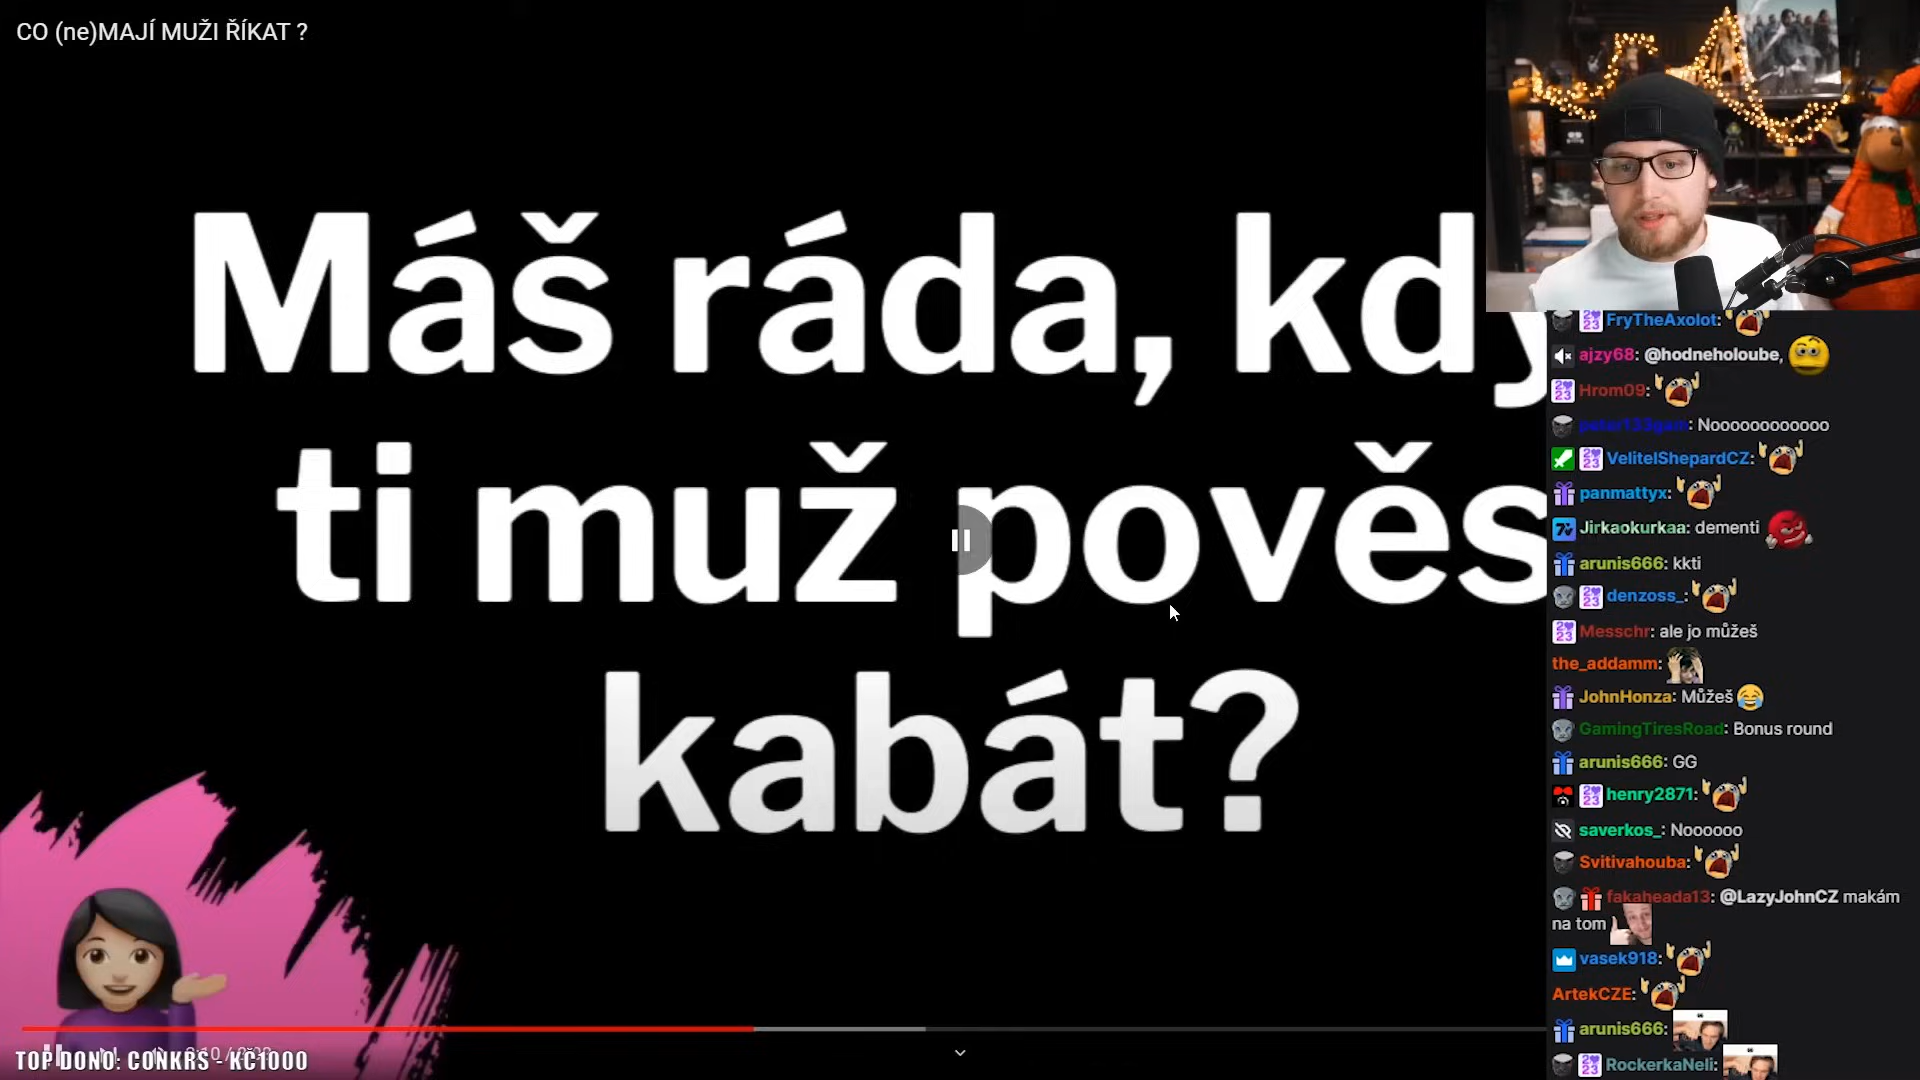 CO (ne)MAJÍ MUŽI ŘÍKAT ?
Máš ráda, kdy
ti muž pověs
kabát?
TOP DONO: CONKRS - KČ1000
FryTheAxolot:
ajzy68: @hodneholoube,
Hrom09:
Noooooooooooo
VelitelShepardCZ:
panmattyx:
Jirkaokurkaa: dementi
arunis666: kkti
denzoss_:
Messchr: ale jo můžeš
the_addamm:
JohnHonza: Můžeš
GamingTiresRoad: Bonus round
arunis666: GG
henry2871:
saverkos_: Noooooo
Svitivahouba:
fakaheada13: @LazyJohnCZ makám
na tom
vasek918:
ArtekCZE:
arunis666:
RockerkaNeli: